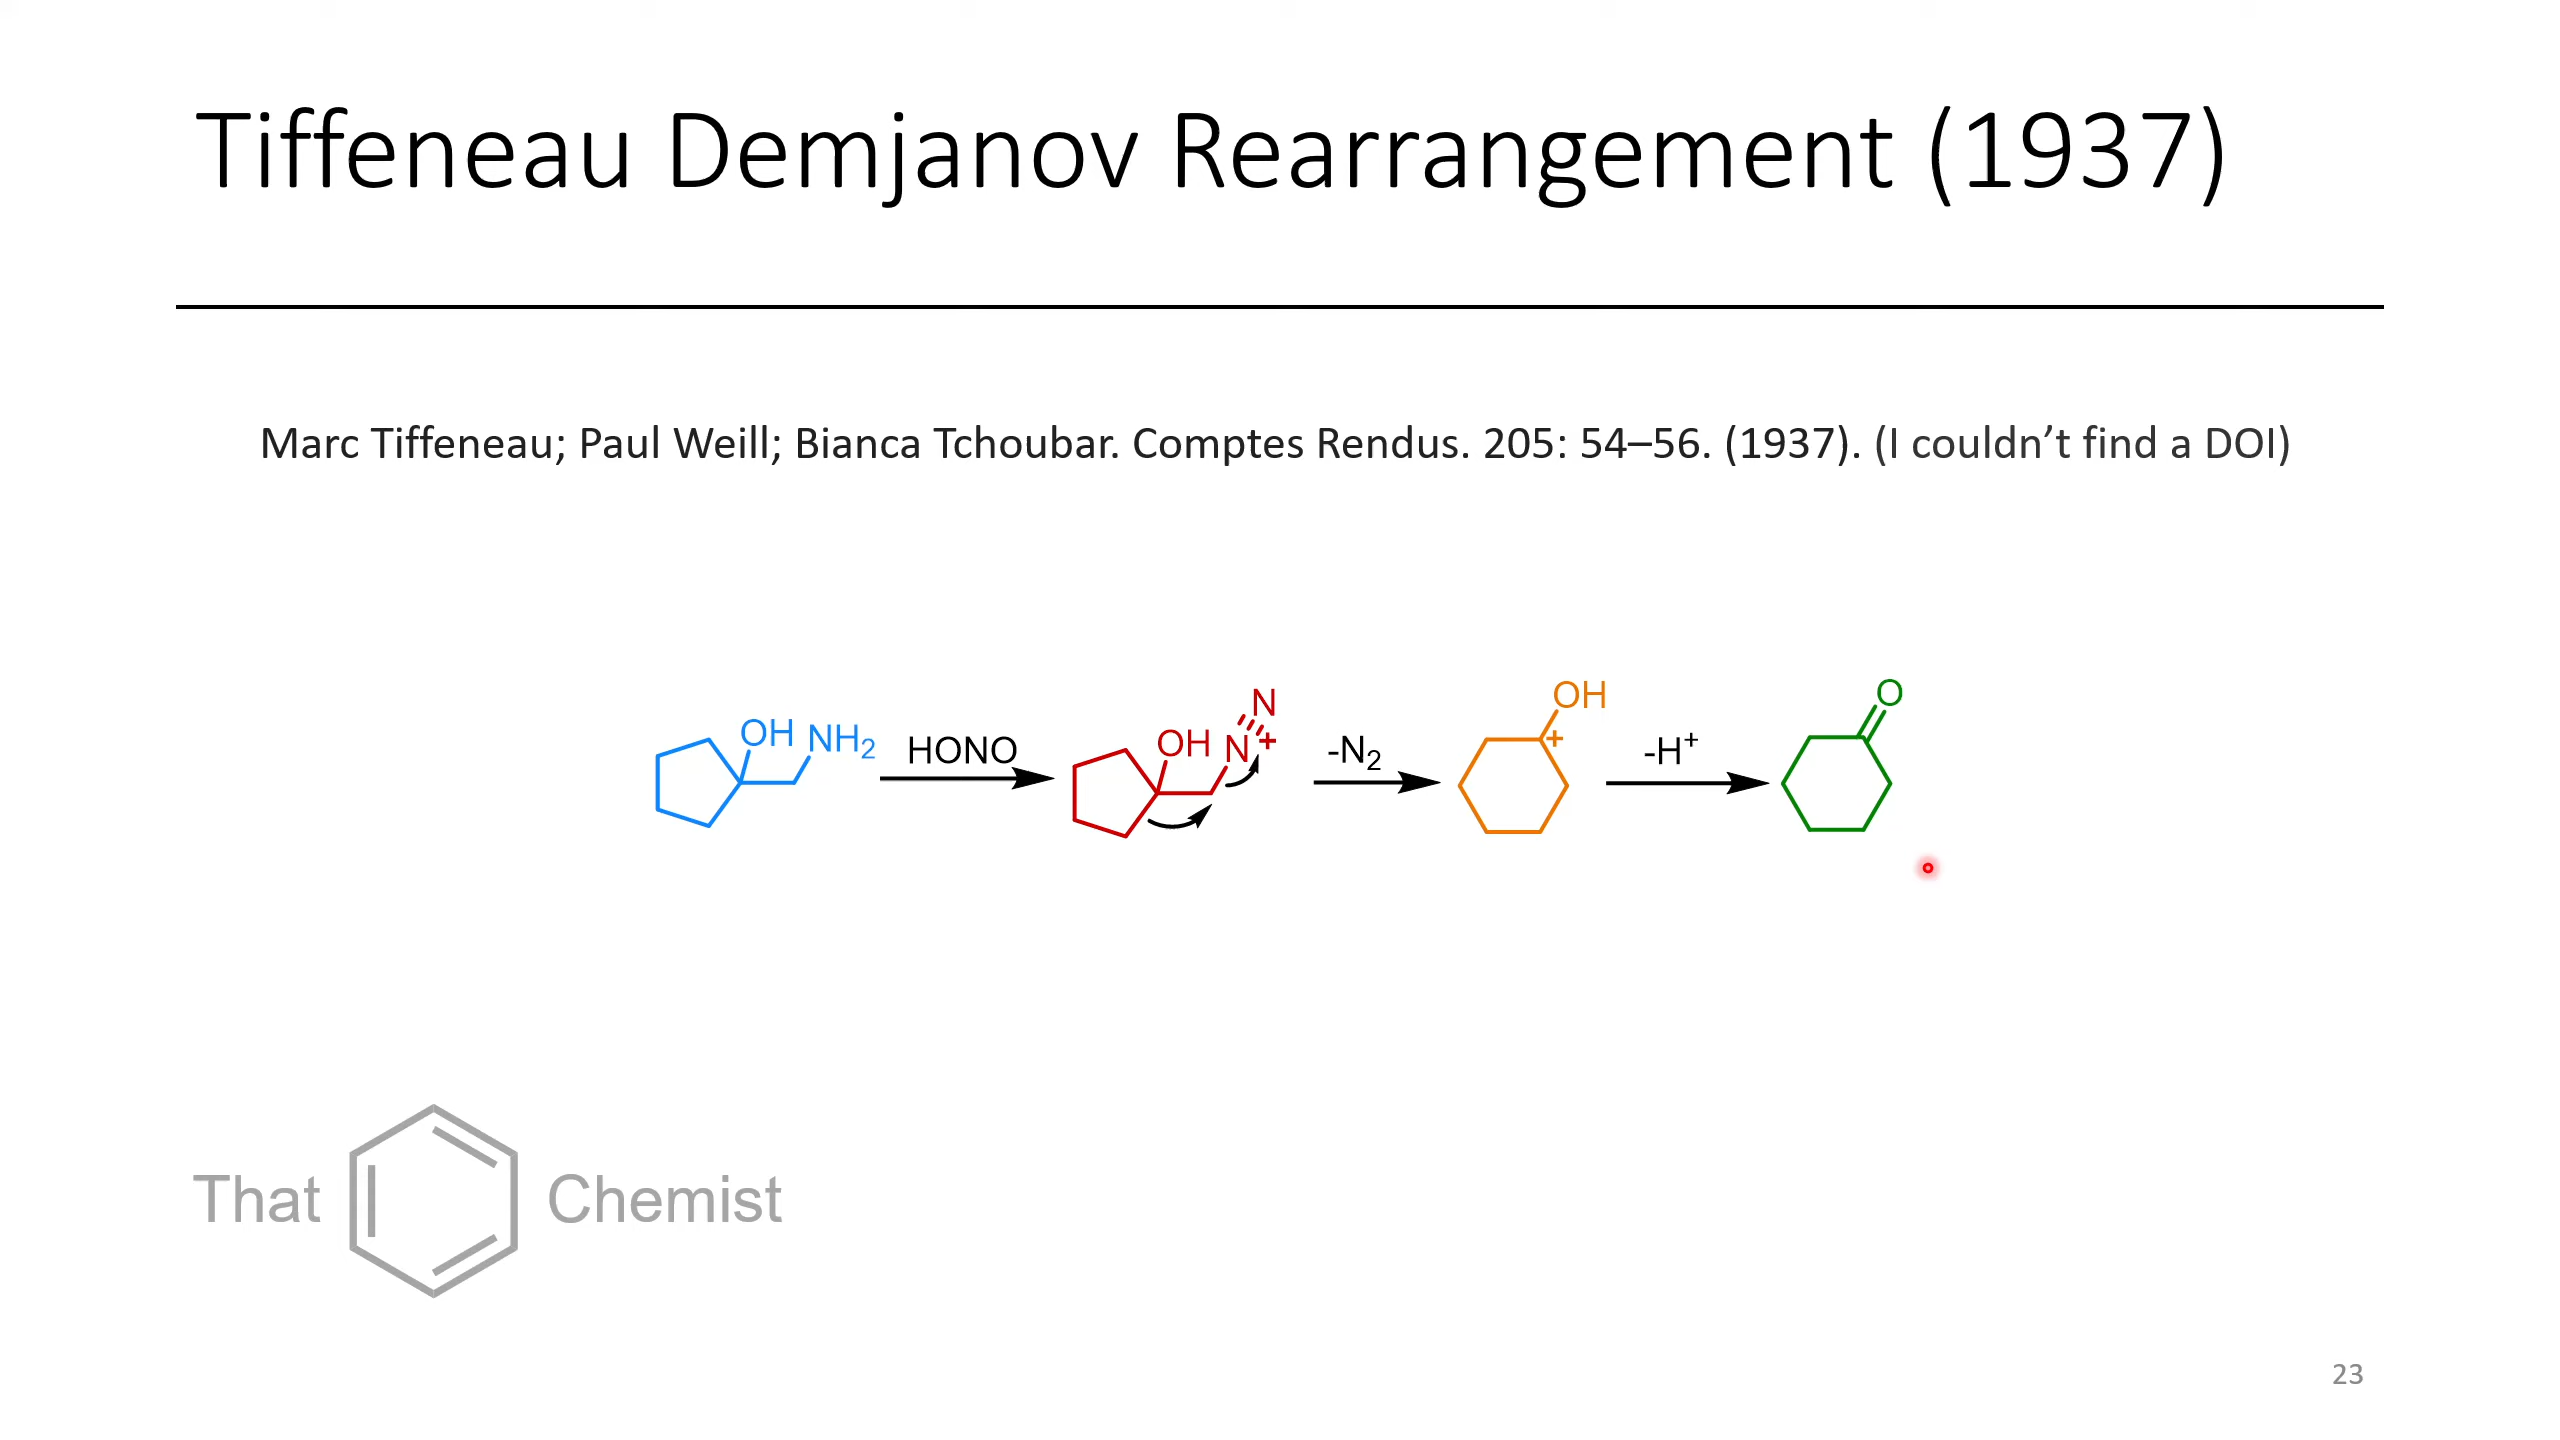 Tiffeneau Demjanov Rearrangement (1937)
Marc Tiffeneau; Paul Weill; Bianca Tchoubar. Comptes Rendus. 205: 54–56. (1937). (I couldn’t find a DOI)
OH NH₂ HONO OH N N + -N₂ OH + -H⁺ O
That Chemist
23